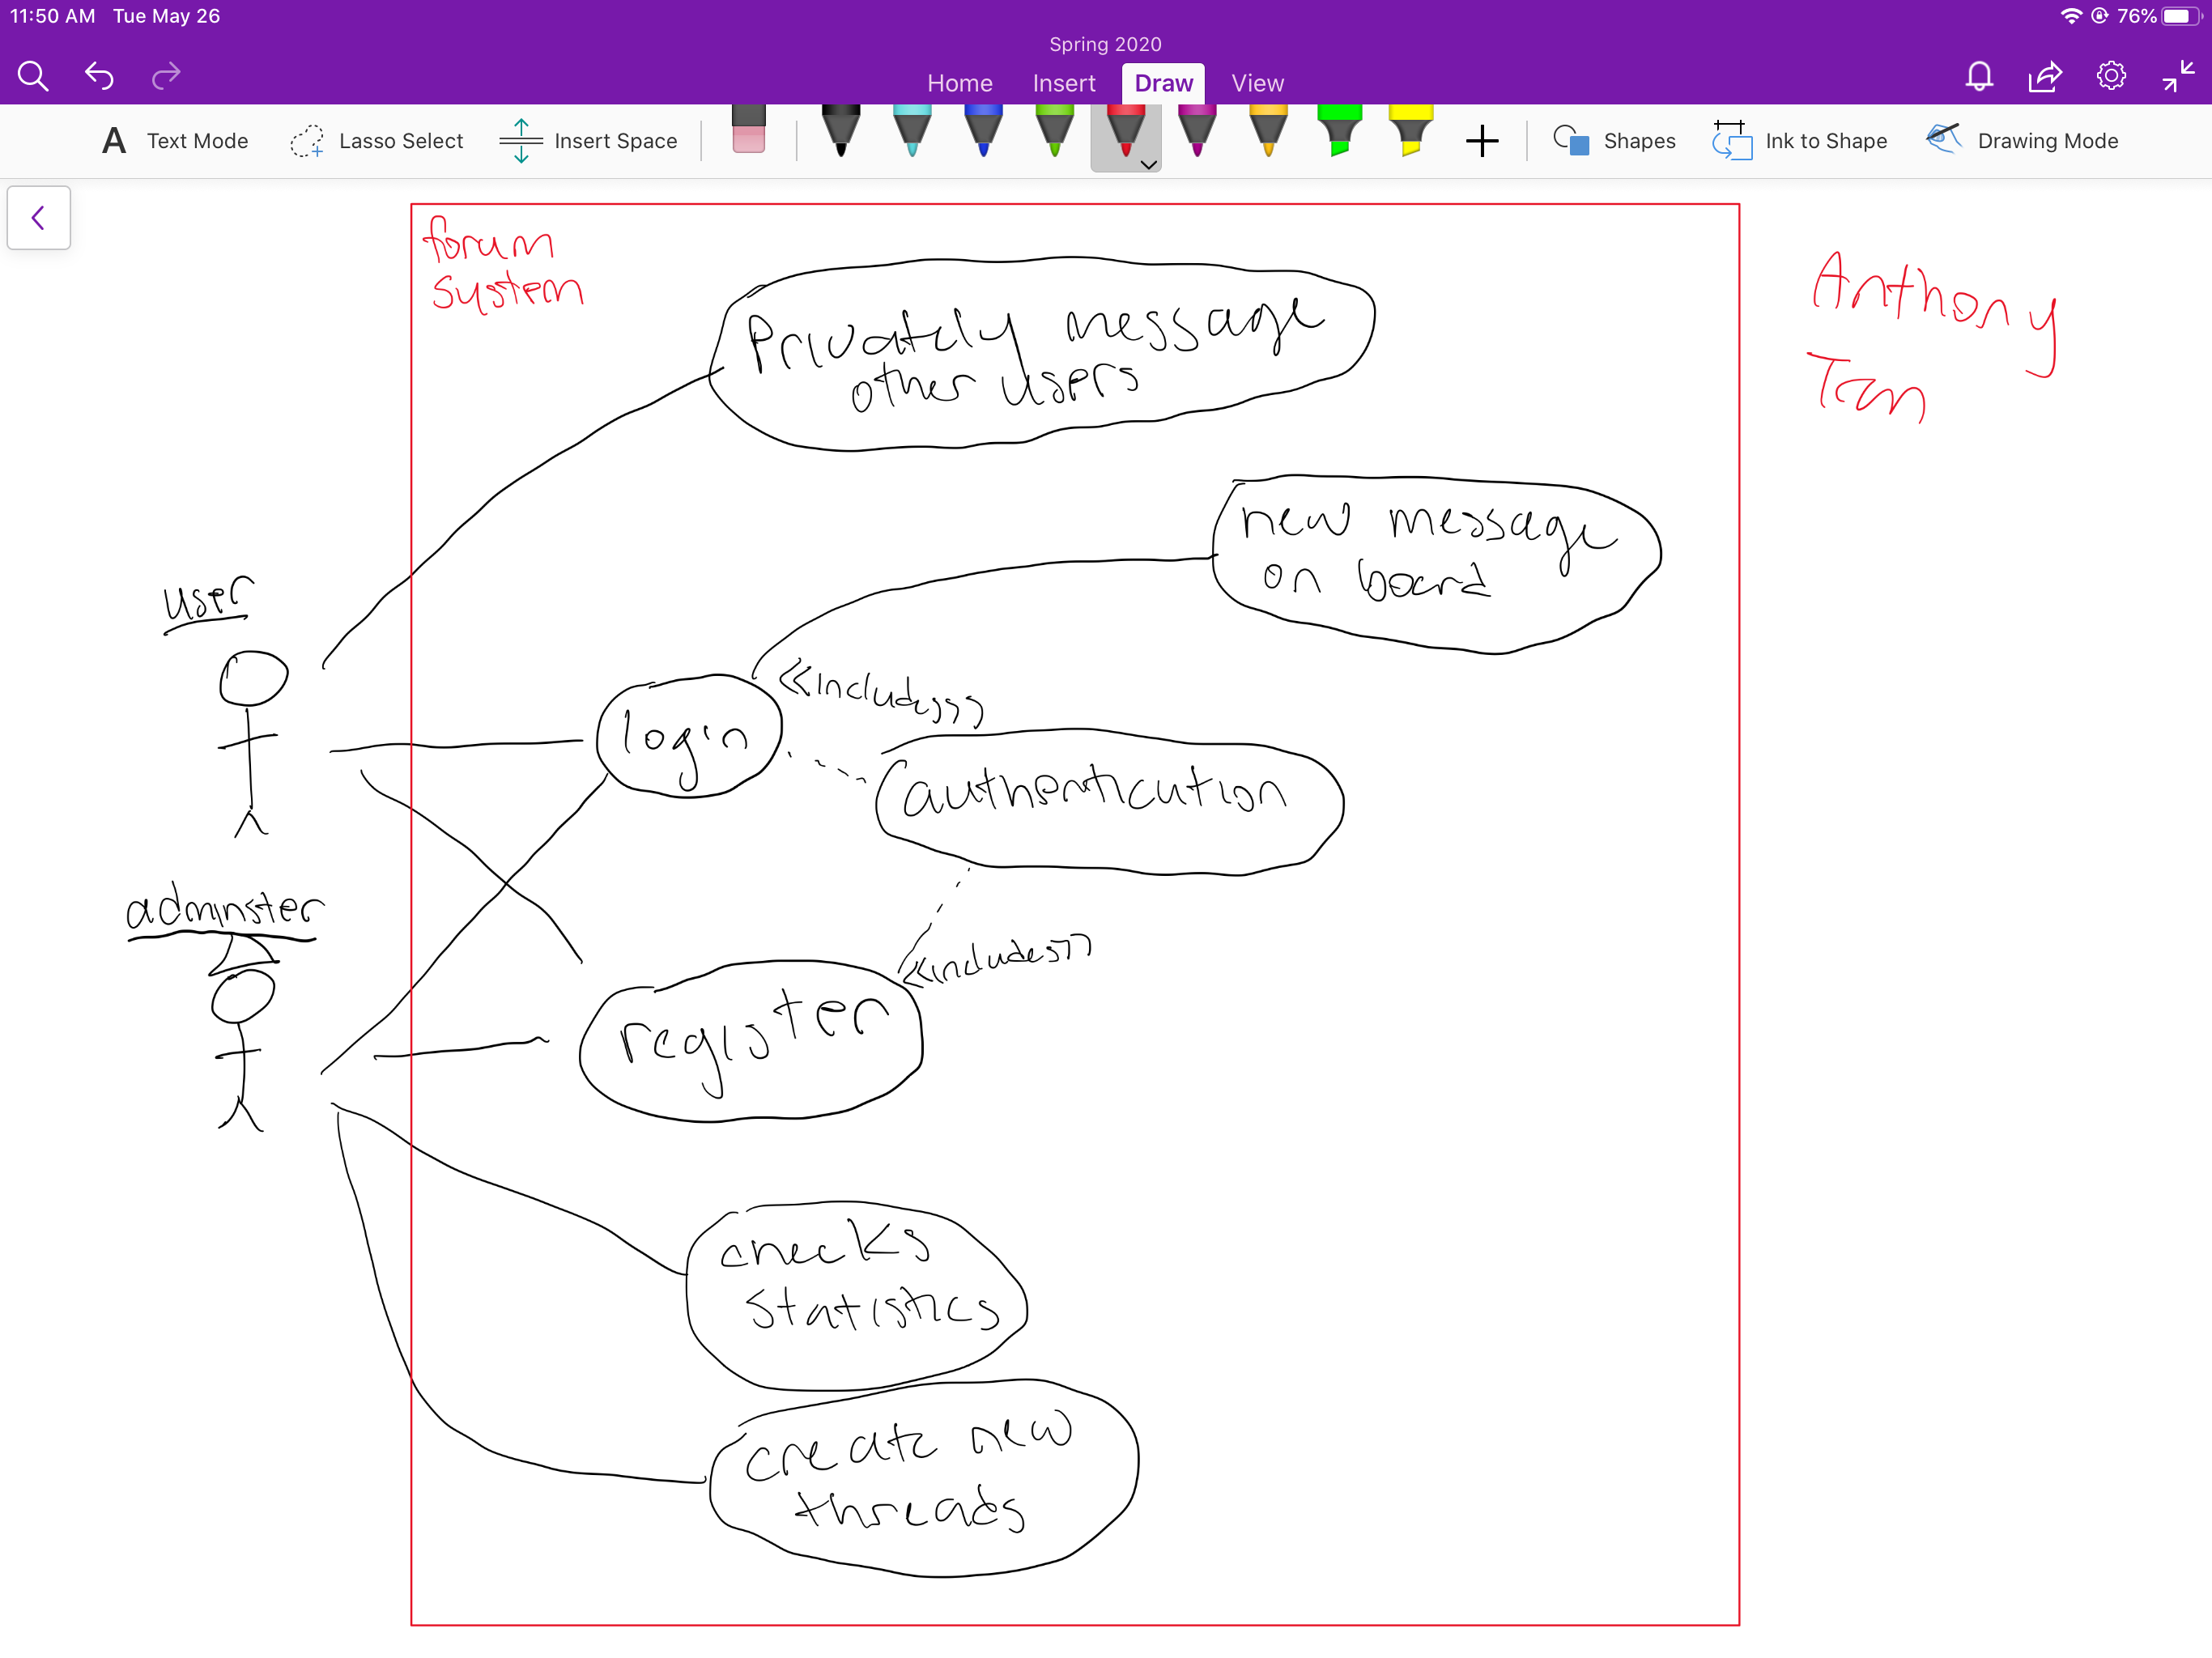 11:50 AM Tue May 26
76%
Spring 2020
Home Insert Draw View
A Text Mode Lasso Select Insert Space Shapes Ink to Shape Drawing Mode
forum
system
Anthony
Tran
Privately message
other users
new message
on board
user
<<includes>>
login
authentication
adminster
<<includes>>
register
checks
statistics
create new
threads